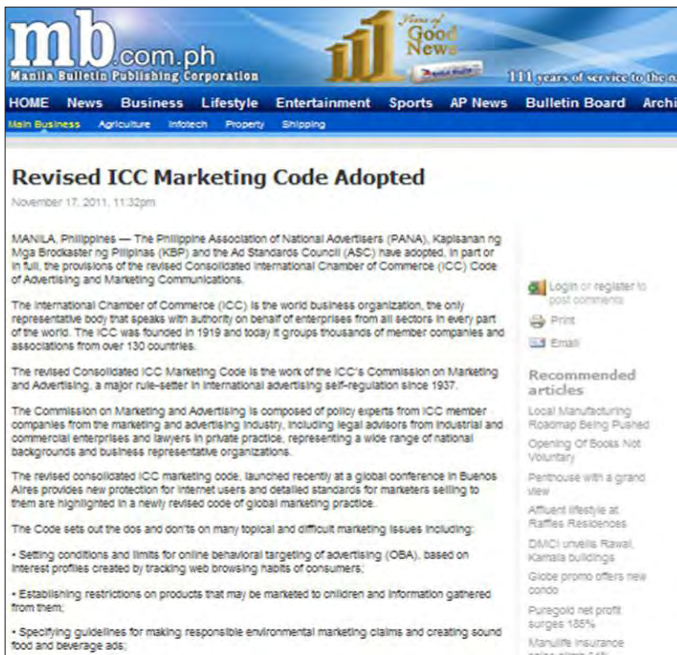 mb.com.ph
Manila Bulletin Publishing Corporation
Years of
Good
News
111 years of service to the
HOME News Business Lifestyle Entertainment Sports AP News Bulletin Board Archi
Main Business Agriculture Infotech Property Shipping
Revised ICC Marketing Code Adopted
November 17, 2011, 11:32pm
MANILA, Philippines — The Philippine Association of National Advertisers (PANA), Kapisanan ng
Mga Brodkaster ng Pilipinas (KBP) and the Ad Standards Council (ASC) have adopted, in part or
in full, the provisions of the revised Consolidated International Chamber of Commerce (ICC) Code
of Advertising and Marketing Communications.
The International Chamber of Commerce (ICC) is the world business organization, the only
representative body that speaks with authority on behalf of enterprises from all sectors in every part
of the world. The ICC was founded in 1919 and today it groups thousands of member companies and
associations from over 130 countries.
The revised Consolidated ICC Marketing Code is the work of the ICC's Commission on Marketing
and Advertising, a major rule-setter in international advertising self-regulation since 1937.
The Commission on Marketing and Advertising is composed of policy experts from ICC member
companies from the marketing and advertising industry, including legal advisors from industrial and
commercial enterprises and lawyers in private practice, representing a wide range of national
backgrounds and business representative organizations.
The revised consolidated ICC marketing code, launched recently at a global conference in Buenos
Aires provides new protection for internet users and detailed standards for marketers selling to
them are highlighted in a newly revised code of global marketing practice.
The Code sets out the dos and don'ts on many topical and difficult marketing issues including:
• Setting conditions and limits for online behavioral targeting of advertising (OBA), based on
interest profiles created by tracking web browsing habits of consumers;
• Establishing restrictions on products that may be marketed to children and information gathered
from them;
• Specifying guidelines for making responsible environmental marketing claims and creating sound
food and beverage ads;
Login or register to
post comments
Print
Email
Recommended
articles
Local Manufacturing
Roadmap Being Pushed
Opening Of Books Not
Voluntary
Penthouse with a grand
view
Affluent lifestyle at
Raffles Residences
DMCI unveils Rawai,
Kamala buildings
Globe promo offers new
condo
Puregold net profit
surges 185%
Manulife Insurance